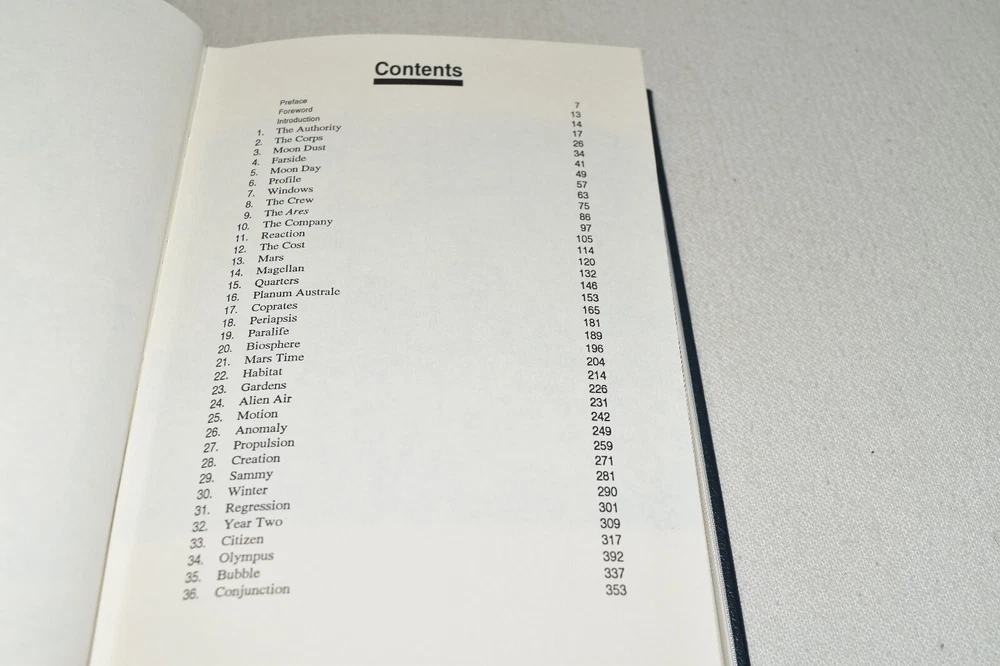 Contents
Preface 7
Foreword 13
Introduction 14
1. The Authority 17
2. The Corps 26
3. Moon Dust 34
4. Farside 41
5. Moon Day 49
6. Profile 57
7. Windows 63
8. The Crew 75
9. The Ares 86
10. The Company 97
11. Reaction 105
12. The Cost 114
13. Mars 120
14. Magellan 132
15. Quarters 146
16. Planum Australe 153
17. Coprates 165
18. Periapsis 181
19. Paralife 189
20. Biosphere 196
21. Mars Time 204
22. Habitat 214
23. Gardens 226
24. Alien Air 231
25. Motion 242
26. Anomaly 249
27. Propulsion 259
28. Creation 271
29. Sammy 281
30. Winter 290
31. Regression 301
32. Year Two 309
33. Citizen 317
34. Olympus 392
35. Bubble 337
36. Conjunction 353